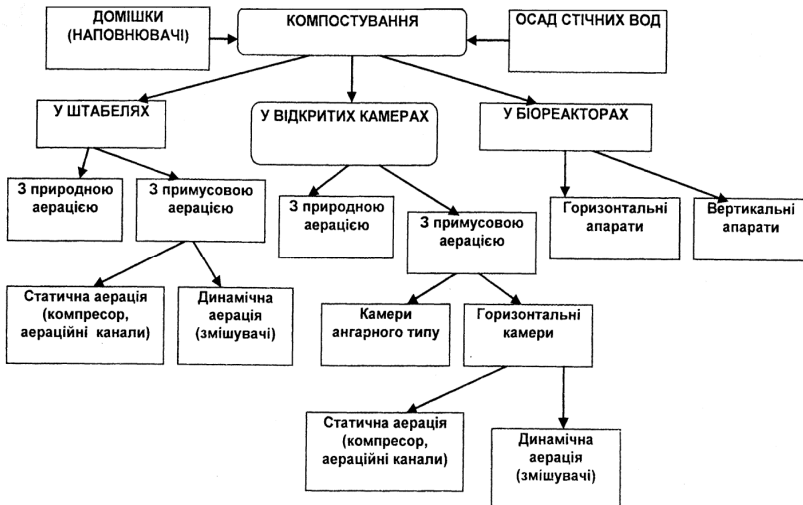 ДОМІШКИ
(НАПОВНЮВАЧІ)
КОМПОСТУВАННЯ
ОСАД СТІЧНИХ ВОД
У ШТАБЕЛЯХ
У ВІДКРИТИХ КАМЕРАХ
У БІОРЕАКТОРАХ
З природною
аерацією
З примусовою
аерацією
З природною
аерацією
З примусовою
аерацією
Горизонтальні
апарати
Вертикальні
апарати
Статична аерація
(компресор,
аераційні канали)
Динамічна
аерація
(змішувачі)
Камери
ангарного типу
Горизонтальні
камери
Статична аерація
(компресор,
аераційні канали)
Динамічна
аерація
(змішувачі)